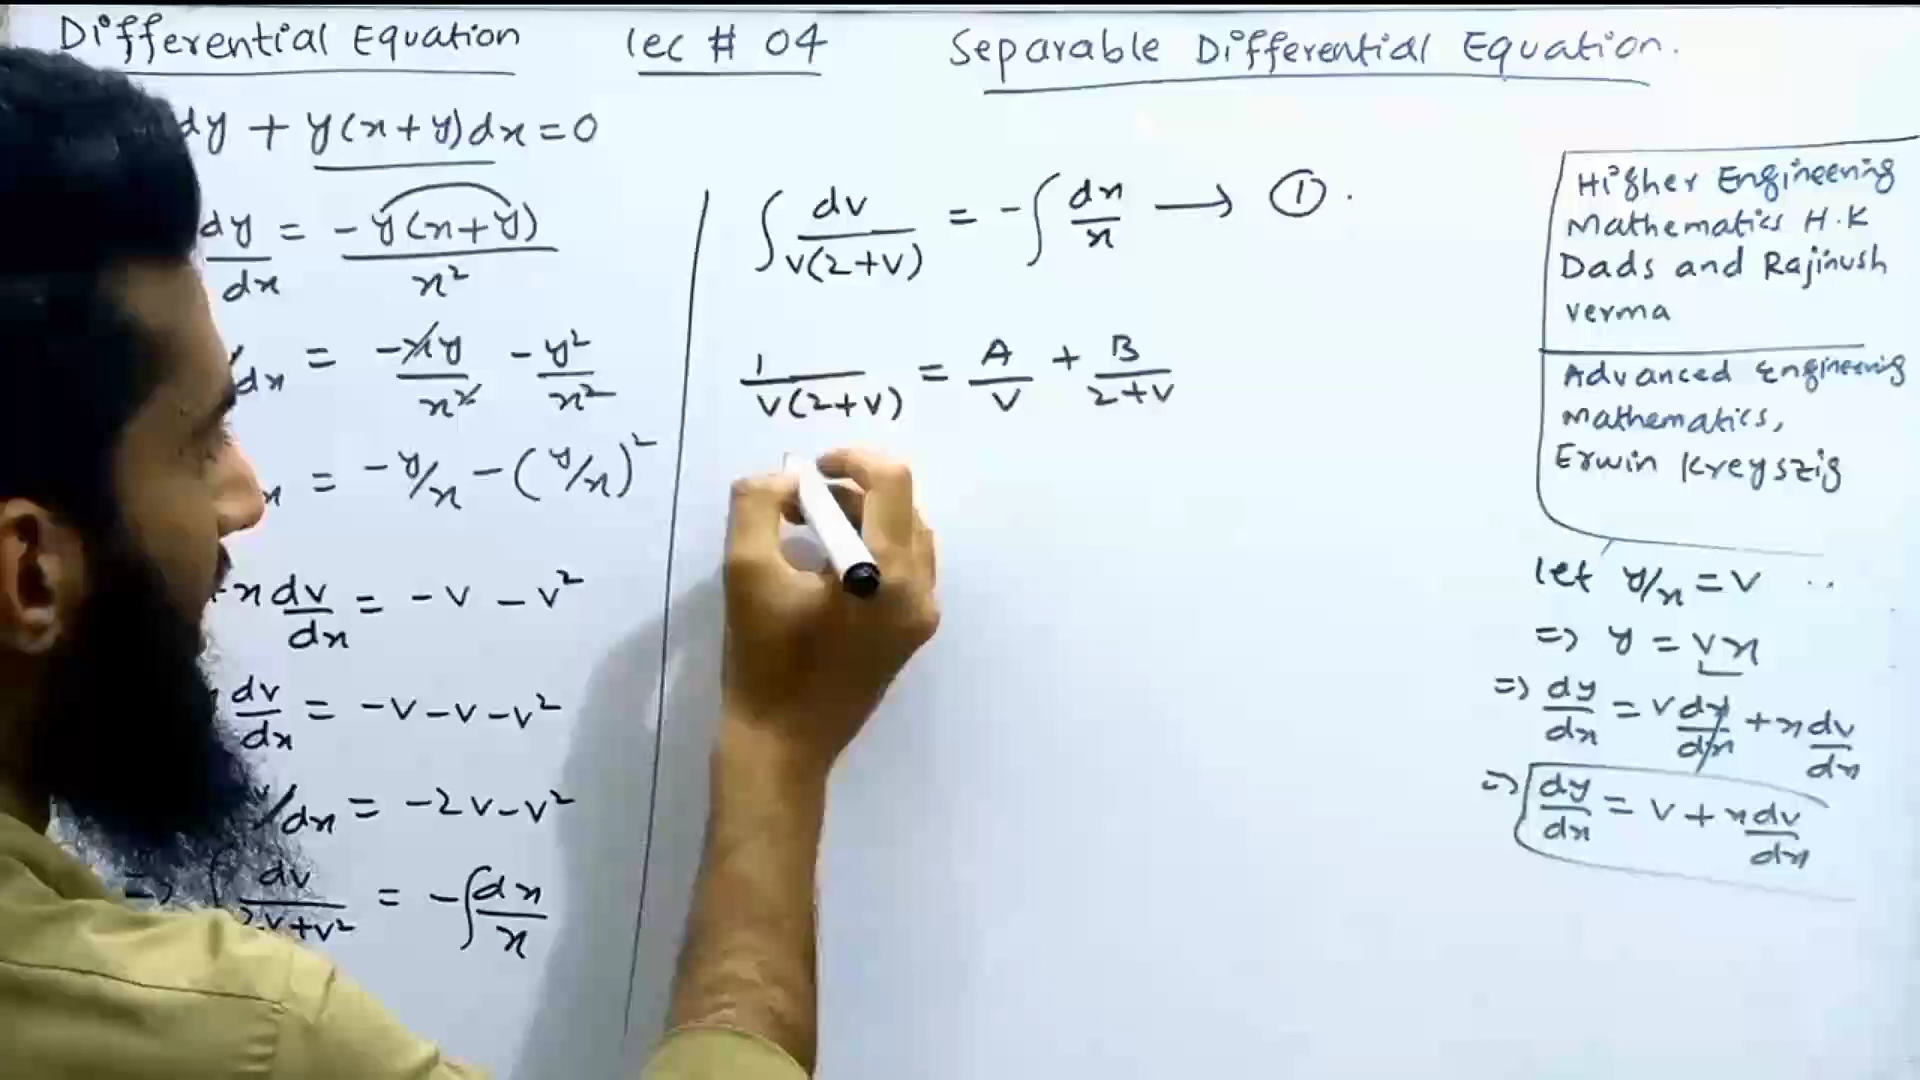 Differential Equation lec # 04 Separable Differential Equation.
dy + y(x+y)dx = 0
dy/dx = -y(x+y)/x²
/dx = -xy/x² - y²/x²
x = -y/x - (y/x)²
x dv/dx = -v - v²
dv/dx = -v - v - v²
v/dx = -2v - v²
=> ∫ dv/2v+v² = -∫ dx/x
∫ dv/v(2+v) = -∫ dx/x → ①.
1/v(2+v) = A/v + B/2+v
Higher Engineering
Mathematics H.K
Dads and Rajinush
Verma
Advanced Engineering
Mathematics,
Erwin Kreyszig
let y/x = v ..
=> y = vx
=> dy/dx = v dx/dx + x dv/dx
=> dy/dx = v + x dv/dx